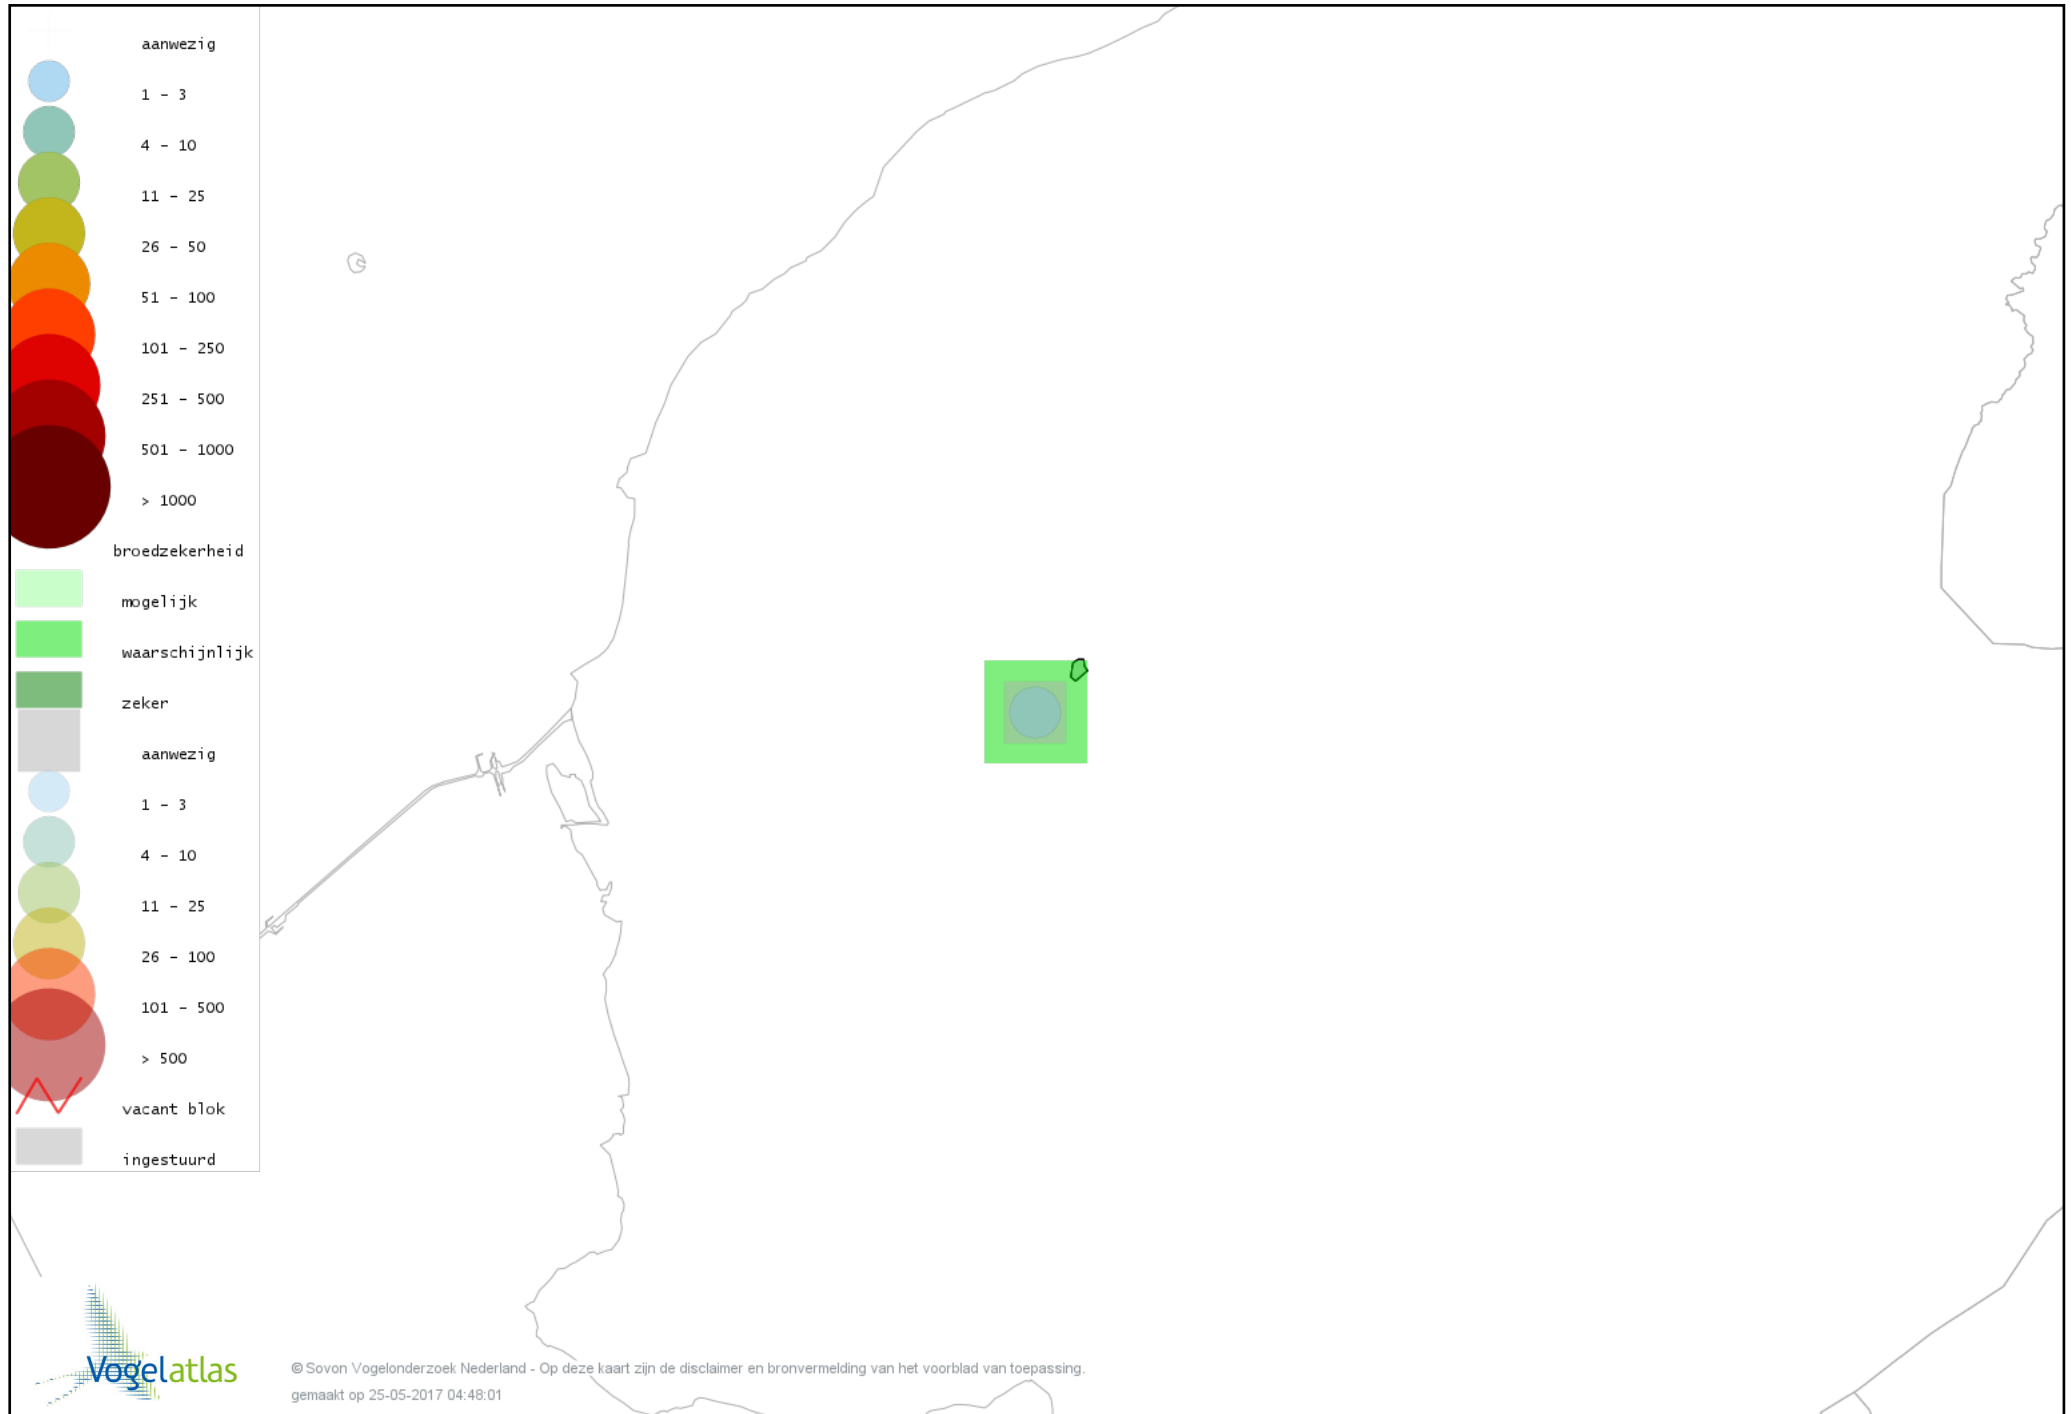 aanwezig
1 - 3
4 - 10
11 - 25
26 - 50
51 - 100
101 - 250
251 - 500
501 - 1000
> 1000
broedzekerheid
mogelijk
waarschijnlijk
zeker
aanwezig
1 - 3
4 - 10
11 - 25
26 - 100
101 - 500
> 500
vacant blok
ingestuurd
Vogelatlas
© Sovon Vogelonderzoek Nederland - Op deze kaart zijn de disclaimer en bronvermelding van het voorblad van toepassing.
gemaakt op 25-05-2017 04:48:01